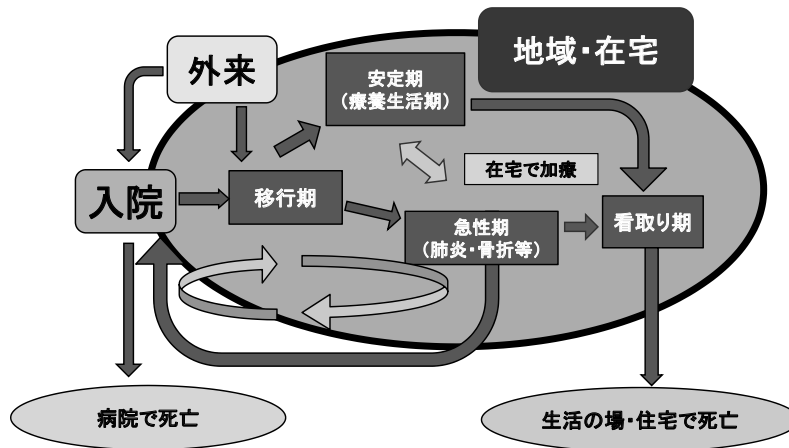 地域・在宅
外来
安定期
(療養生活期)
在宅で加療
入院
移行期
急性期
(肺炎・骨折等)
看取り期
病院で死亡
生活の場・住宅で死亡